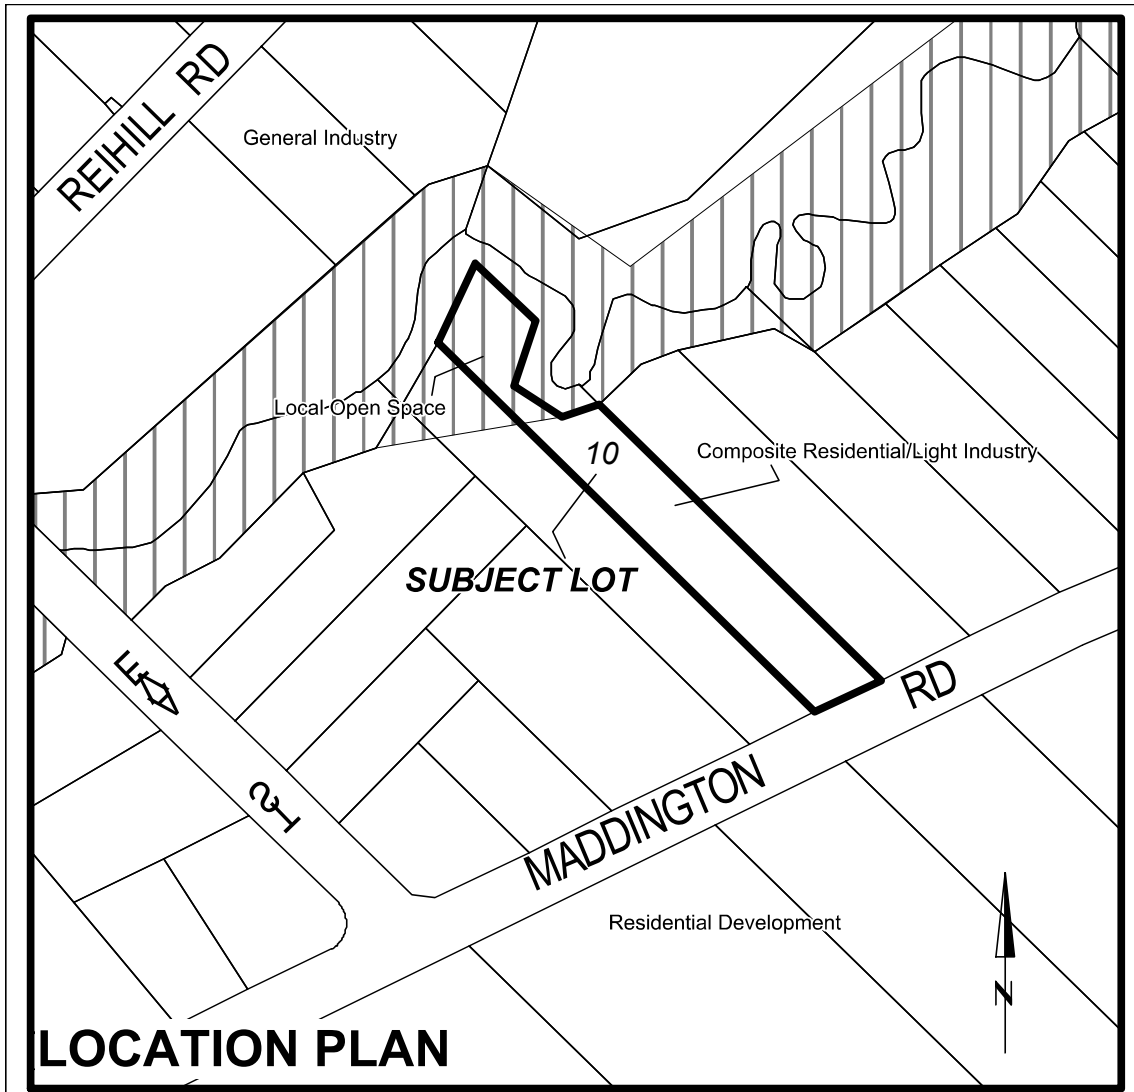 REIHILL RD
General Industry
Local Open Space
10
Composite Residential/Light Industry
SUBJECT LOT
RD
MADDINGTON
Residential Development
N
LOCATION PLAN